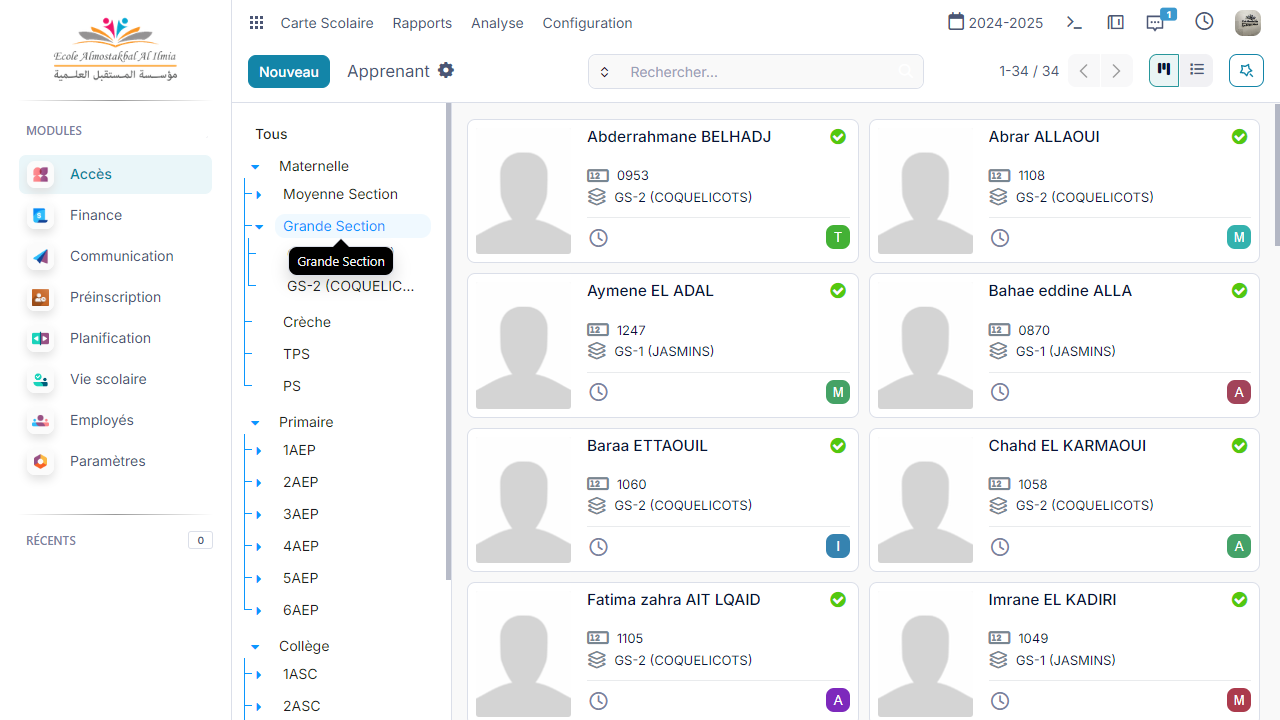 Ecole Almostakbal Al Ilmia
مؤسـسـة المـستقبل العلـمـية
MODULES
Accès
Finance
Communication
Préinscription
Planification
Vie scolaire
Employés
Paramètres
RÉCENTS
0
Carte Scolaire
Rapports
Analyse
Configuration
2024-2025
1
Nouveau
Apprenant
Rechercher...
1-34 / 34
Tous
Maternelle
Moyenne Section
Grande Section
Grande Section
GS-2 (COQUELIC...
Crèche
TPS
PS
Primaire
1AEP
2AEP
3AEP
4AEP
5AEP
6AEP
Collège
1ASC
2ASC
Abderrahmane BELHADJ
12 0953
GS-2 (COQUELICOTS)
T
Abrar ALLAOUI
12 1108
GS-2 (COQUELICOTS)
M
Aymene EL ADAL
12 1247
GS-1 (JASMINS)
M
Bahae eddine ALLA
12 0870
GS-1 (JASMINS)
A
Baraa ETTAOUIL
12 1060
GS-2 (COQUELICOTS)
I
Chahd EL KARMAOUI
12 1058
GS-2 (COQUELICOTS)
A
Fatima zahra AIT LQAID
12 1105
GS-2 (COQUELICOTS)
A
Imrane EL KADIRI
12 1049
GS-1 (JASMINS)
M